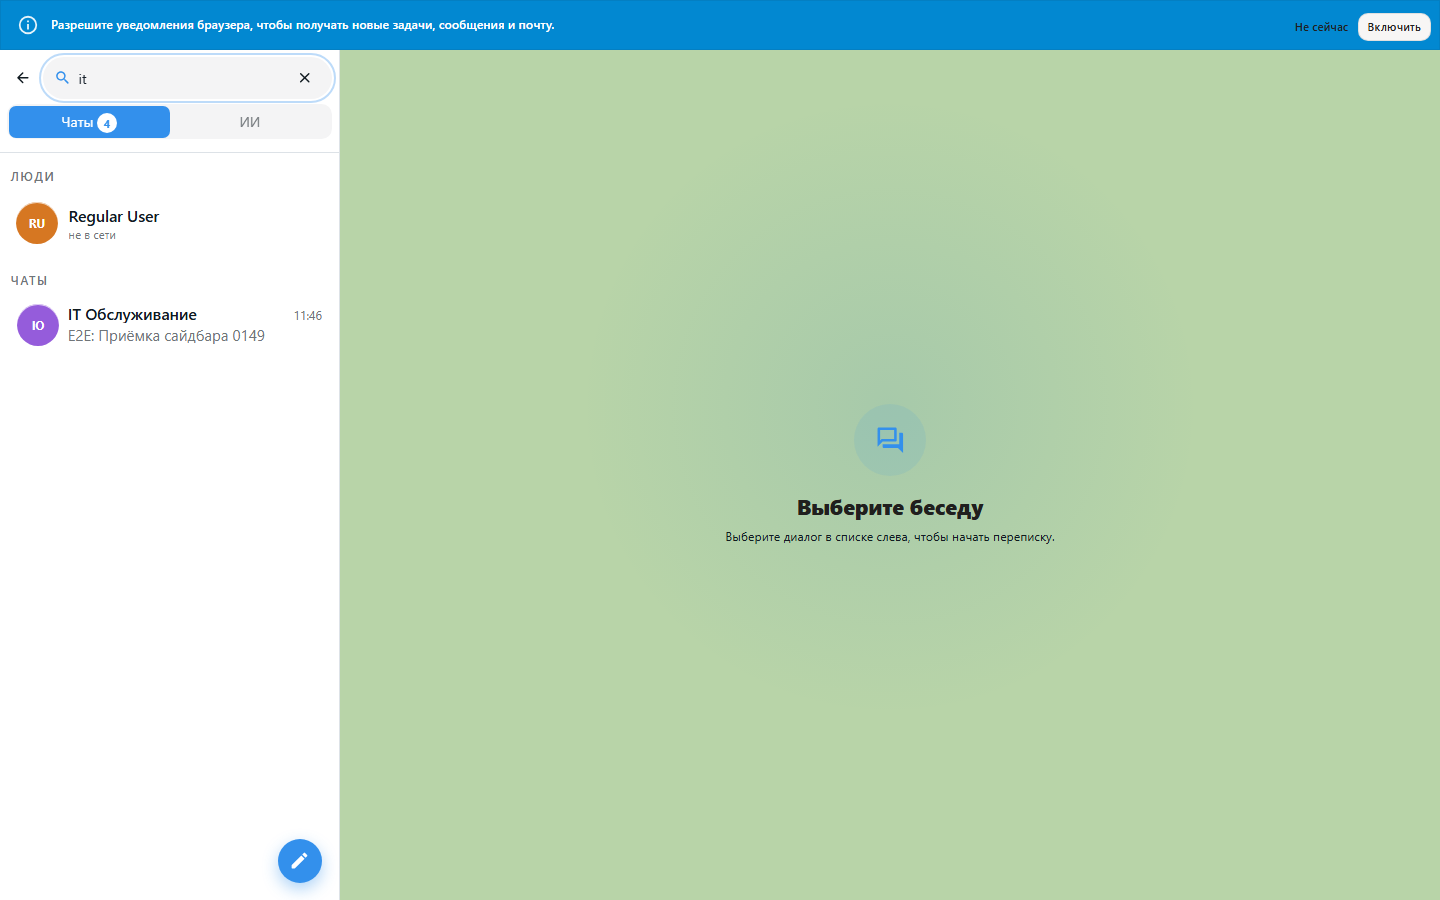 Разрешите уведомления браузера, чтобы получать новые задачи, сообщения и почту.
Не сейчас
Включить
it
Чаты 4
ИИ
ЛЮДИ
RU
Regular User
не в сети
ЧАТЫ
IO
IT Обслуживание
11:46
E2E: Приёмка сайдбара 0149
Выберите беседу
Выберите диалог в списке слева, чтобы начать переписку.